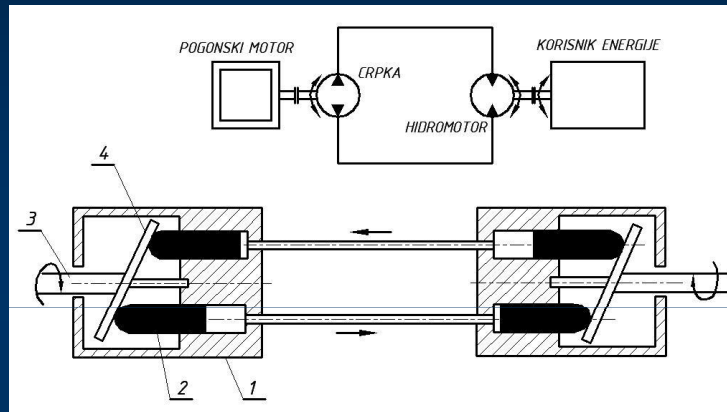 POGONSKI MOTOR
CRPKA
HIDROMOTOR
KORISNIK ENERGIJE
4
3
2
1